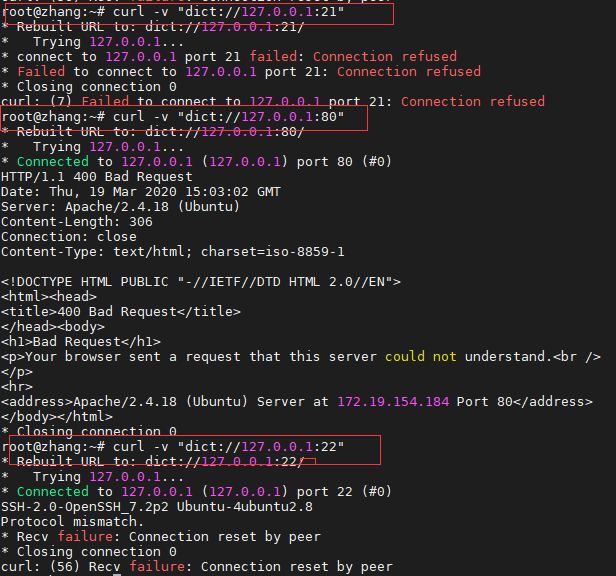 root@zhang:~# curl -v "dict://127.0.0.1:21"
* Rebuilt URL to: dict://127.0.0.1:21/
*   Trying 127.0.0.1...
* connect to 127.0.0.1 port 21 failed: Connection refused
* Failed to connect to 127.0.0.1 port 21: Connection refused
* Closing connection 0
curl: (7) Failed to connect to 127.0.0.1 port 21: Connection refused
root@zhang:~# curl -v "dict://127.0.0.1:80"
* Rebuilt URL to: dict://127.0.0.1:80/
*   Trying 127.0.0.1...
* Connected to 127.0.0.1 (127.0.0.1) port 80 (#0)
HTTP/1.1 400 Bad Request
Date: Thu, 19 Mar 2020 15:03:02 GMT
Server: Apache/2.4.18 (Ubuntu)
Content-Length: 306
Connection: close
Content-Type: text/html; charset=iso-8859-1

<!DOCTYPE HTML PUBLIC "-//IETF//DTD HTML 2.0//EN">
<html><head>
<title>400 Bad Request</title>
</head><body>
<h1>Bad Request</h1>
<p>Your browser sent a request that this server could not understand.<br />
</p>
<hr>
<address>Apache/2.4.18 (Ubuntu) Server at 172.19.154.184 Port 80</address>
</body></html>
* Closing connection 0
root@zhang:~# curl -v "dict://127.0.0.1:22"
* Rebuilt URL to: dict://127.0.0.1:22/
*   Trying 127.0.0.1...
* Connected to 127.0.0.1 (127.0.0.1) port 22 (#0)
SSH-2.0-OpenSSH_7.2p2 Ubuntu-4ubuntu2.8
Protocol mismatch.
* Recv failure: Connection reset by peer
* Closing connection 0
curl: (56) Recv failure: Connection reset by peer